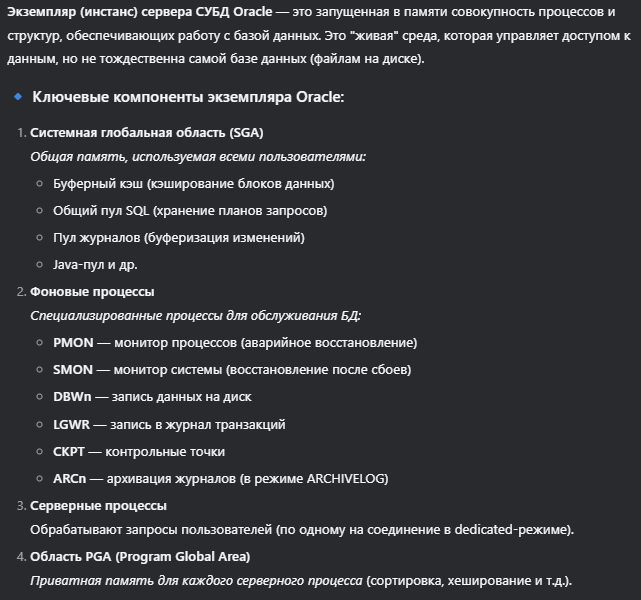 Экземпляр (инстанс) сервера СУБД Oracle — это запущенная в памяти совокупность процессов и
структур, обеспечивающих работу с базой данных. Это "живая" среда, которая управляет доступом к
данным, но не тождественна самой базе данных (файлам на диске).
Ключевые компоненты экземпляра Oracle:
1. Системная глобальная область (SGA)
Общая память, используемая всеми пользователями:
Буферный кэш (кэширование блоков данных)
Общий пул SQL (хранение планов запросов)
Пул журналов (буферизация изменений)
Java-пул и др.
2. Фоновые процессы
Специализированные процессы для обслуживания БД:
PMON — монитор процессов (аварийное восстановление)
SMON — монитор системы (восстановление после сбоев)
DBWn — запись данных на диск
LGWR — запись в журнал транзакций
CKPT — контрольные точки
ARCn — архивация журналов (в режиме ARCHIVELOG)
3. Серверные процессы
Обрабатывают запросы пользователей (по одному на соединение в dedicated-режиме).
4. Область PGA (Program Global Area)
Приватная память для каждого серверного процесса (сортировка, хеширование и т.д.).